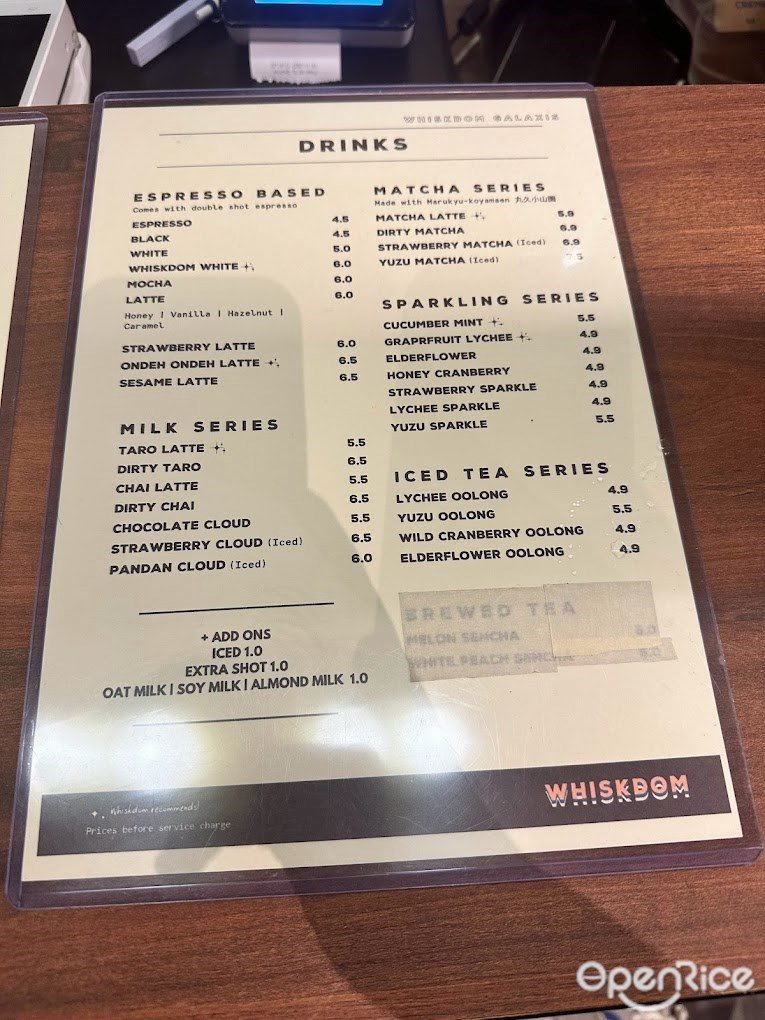 WHISKDOM GALAXIS
DRINKS
ESPRESSO BASED
Comes with double shot espresso
ESPRESSO 4.5
BLACK 4.5
WHITE 5.0
WHISKDOM WHITE 6.0
MOCHA 6.0
LATTE 6.0
Honey | Vanilla | Hazelnut |
Caramel
STRAWBERRY LATTE 6.0
ONDEH ONDEH LATTE 6.5
SESAME LATTE 6.5
MILK SERIES
TARO LATTE 5.5
DIRTY TARO 6.5
CHAI LATTE 5.5
DIRTY CHAI 6.5
CHOCOLATE CLOUD 5.5
STRAWBERRY CLOUD (Iced) 6.5
PANDAN CLOUD (Iced) 6.0
+ ADD ONS
ICED 1.0
EXTRA SHOT 1.0
OAT MILK | SOY MILK | ALMOND MILK 1.0
MATCHA SERIES
Made with Marukyu-koyamaen 丸久小山園
MATCHA LATTE 5.9
DIRTY MATCHA 6.9
STRAWBERRY MATCHA (Iced) 6.9
YUZU MATCHA (Iced)
SPARKLING SERIES
CUCUMBER MINT 5.5
GRAPRFRUIT LYCHEE 4.9
ELDERFLOWER 4.9
HONEY CRANBERRY 4.9
STRAWBERRY SPARKLE 4.9
LYCHEE SPARKLE 4.9
YUZU SPARKLE 5.5
ICED TEA SERIES
LYCHEE OOLONG 4.9
YUZU OOLONG 5.5
WILD CRANBERRY OOLONG 4.9
ELDERFLOWER OOLONG 4.9
BREWED TEA
MELON SENCHA
WHITE PEACH
Whiskdom recommends!
Prices before service charge
WHISKDOM
OpenRice